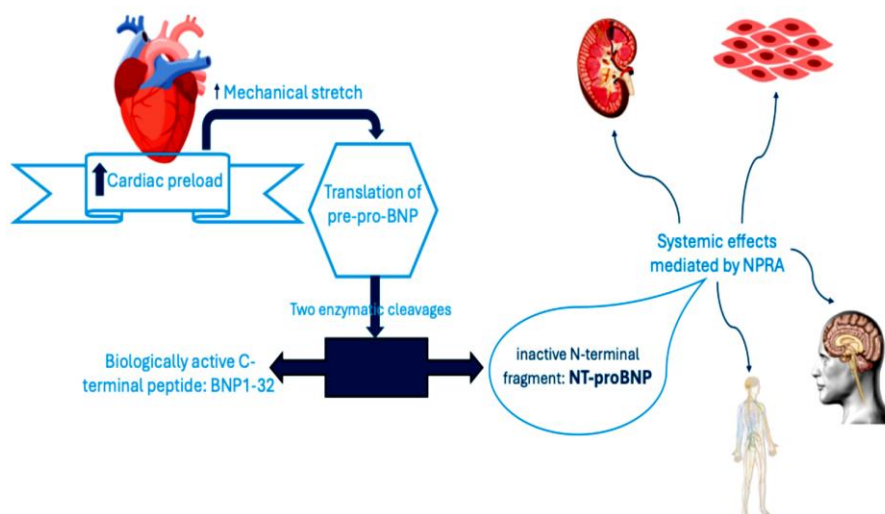 ↑ Mechanical stretch
↑ Cardiac preload
Translation of
pre-pro-BNP
Two enzymatic cleavages
Biologically active C-
terminal peptide: BNP1-32
inactive N-terminal
fragment: NT-proBNP
Systemic effects
mediated by NPRA